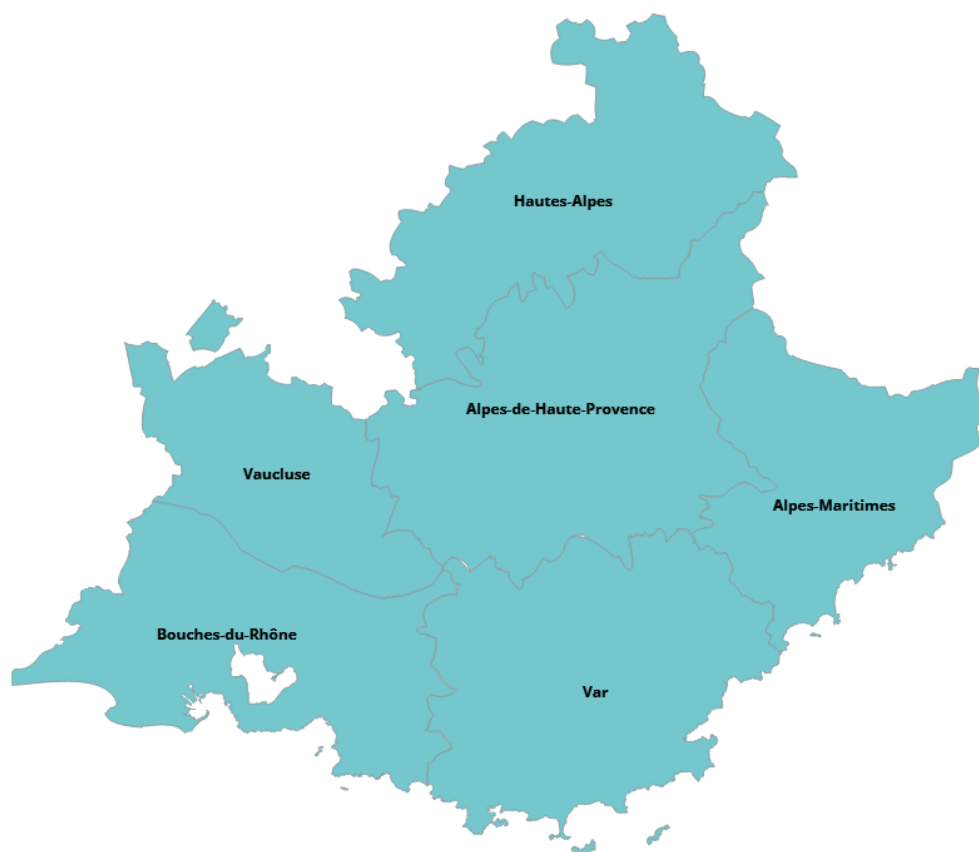 Hautes-Alpes
Alpes-de-Haute-Provence
Vaucluse
Alpes-Maritimes
Bouches-du-Rhône
Var